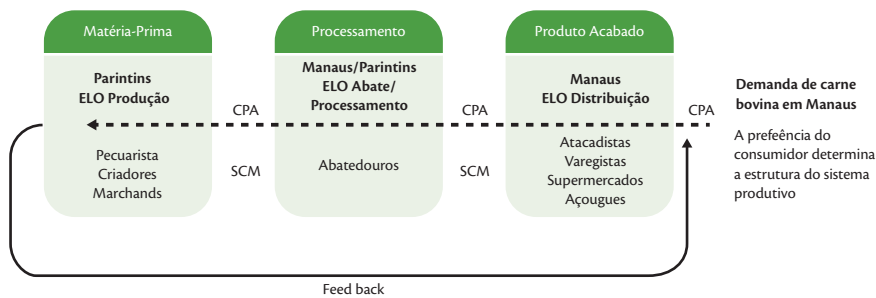 Matéria-Prima
Parintins
ELO Produção
Pecuarista
Criadores
Marchands
CPA
SCM
Processamento
Manaus/Parintins
ELO Abate/
Processamento
Abatedouros
CPA
SCM
Produto Acabado
Manaus
ELO Distribuição
Atacadistas
Varegistas
Supermercados
Açougues
CPA
Demanda de carne
bovina em Manaus
A prefeência do
consumidor determina
a estrutura do sistema
produtivo
Feed back